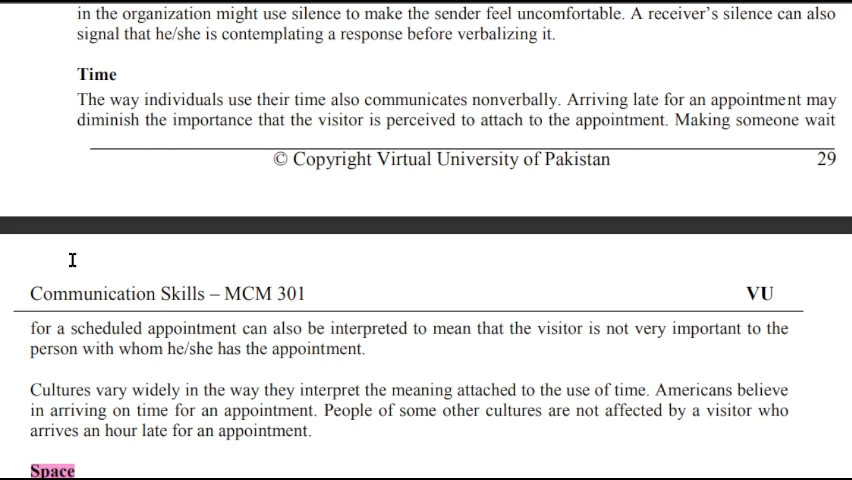 in the organization might use silence to make the sender feel uncomfortable. A receiver's silence can also
signal that he/she is contemplating a response before verbalizing it.
Time
The way individuals use their time also communicates nonverbally. Arriving late for an appointment may
diminish the importance that the visitor is perceived to attach to the appointment. Making someone wait
© Copyright Virtual University of Pakistan 29
Communication Skills – MCM 301 VU
for a scheduled appointment can also be interpreted to mean that the visitor is not very important to the
person with whom he/she has the appointment.
Cultures vary widely in the way they interpret the meaning attached to the use of time. Americans believe
in arriving on time for an appointment. People of some other cultures are not affected by a visitor who
arrives an hour late for an appointment.
Space